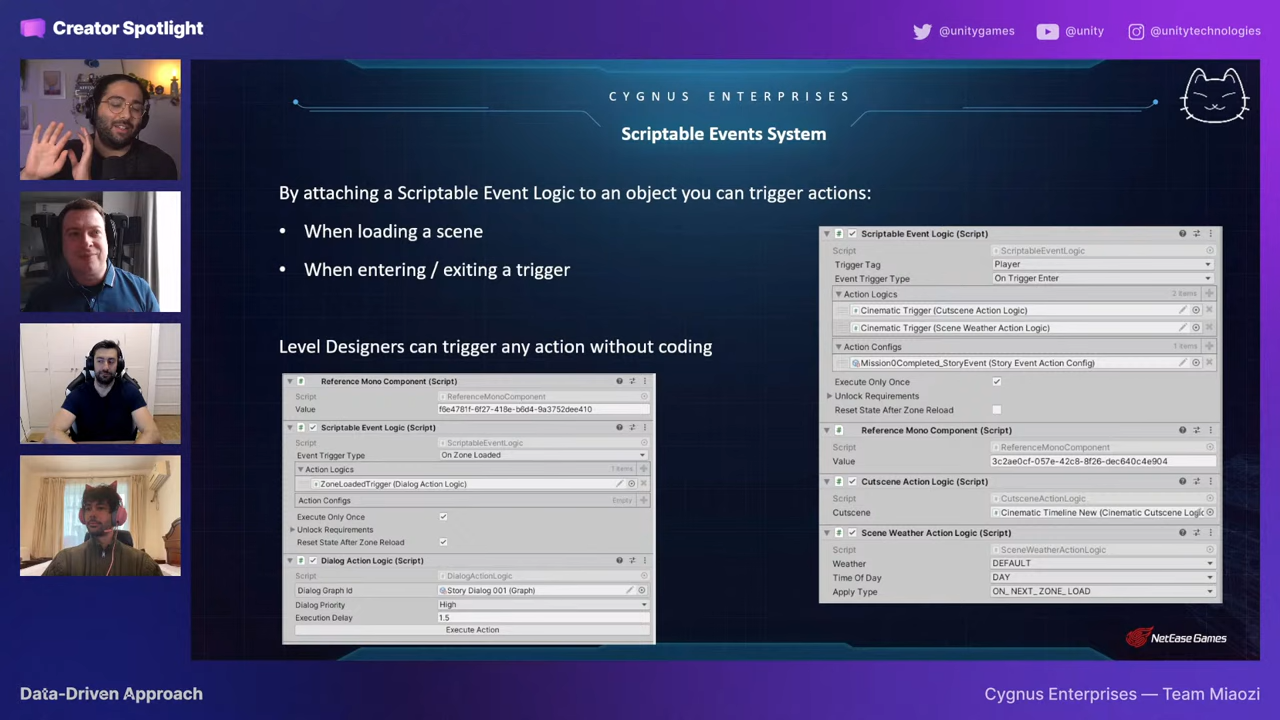 Creator Spotlight
@unitygames
@unity
@unitytechnologies
CYGNUS ENTERPRISES
Scriptable Events System
By attaching a Scriptable Event Logic to an object you can trigger actions:
• When loading a scene
• When entering / exiting a trigger
Level Designers can trigger any action without coding
Reference Mono Component (Script)
Script ReferenceMonoComponent
Value f6e4781f-6f27-418e-b6d4-9a3752dee410
Scriptable Event Logic (Script)
Script ScriptableEventLogic
Event Trigger Type On Zone Loaded
Action Logics 1 items
ZoneLoadedTrigger (Dialog Action Logic)
Action Configs Empty
Execute Only Once
Unlock Requirements
Reset State After Zone Reload
Dialog Action Logic (Script)
Script DialogActionLogic
Dialog Graph Id Story Dialog 001 (Graph)
Dialog Priority High
Execution Delay 1.5
Execute Action
Scriptable Event Logic (Script)
Script ScriptableEventLogic
Trigger Tag Player
Event Trigger Type On Trigger Enter
Action Logics 2 items
Cinematic Trigger (Cutscene Action Logic)
Cinematic Trigger (Scene Weather Action Logic)
Action Configs 1 items
Mission0Completed_StoryEvent (Story Event Action Config)
Execute Only Once
Unlock Requirements
Reset State After Zone Reload
Reference Mono Component (Script)
Script ReferenceMonoComponent
Value 3c2ae0cf-057e-42c8-8f26-dec640c4e904
Cutscene Action Logic (Script)
Script CutsceneActionLogic
Cutscene Cinematic Timeline New (Cinematic Cutscene Logic
Scene Weather Action Logic (Script)
Script SceneWeatherActionLogic
Weather DEFAULT
Time Of Day DAY
Apply Type ON_NEXT_ZONE_LOAD
NetEase Games
Data-Driven Approach
Cygnus Enterprises — Team Miaozi